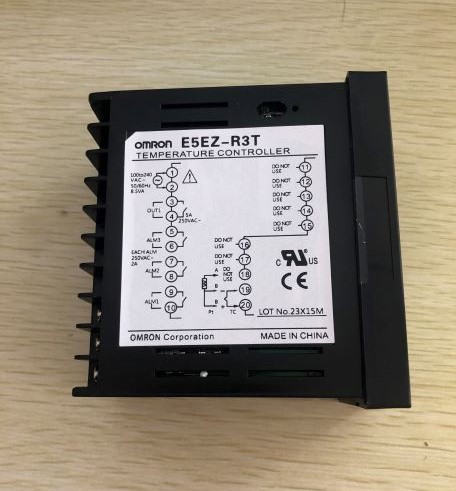 OMRON E5EZ-R3T
TEMPERATURE CONTROLLER
100to240
VAC~
50/60Hz
8.5VA
1
2
OUT1
3
4
5A
250VAC~
ALM3
5
6
EACH ALM
250VAC~
2A
ALM2
7
8
ALM1
9
10
DO NOT
USE
11
DO NOT
USE
12
DO NOT
USE
13
DO NOT
USE
14
DO NOT
USE
15
DO NOT
USE
16
DO NOT
USE
17
A
DO
NOT
USE
18
B
19
B
20
Pt
TC
C UR US
CE
LOT No.23X15M
OMRON Corporation
MADE IN CHINA